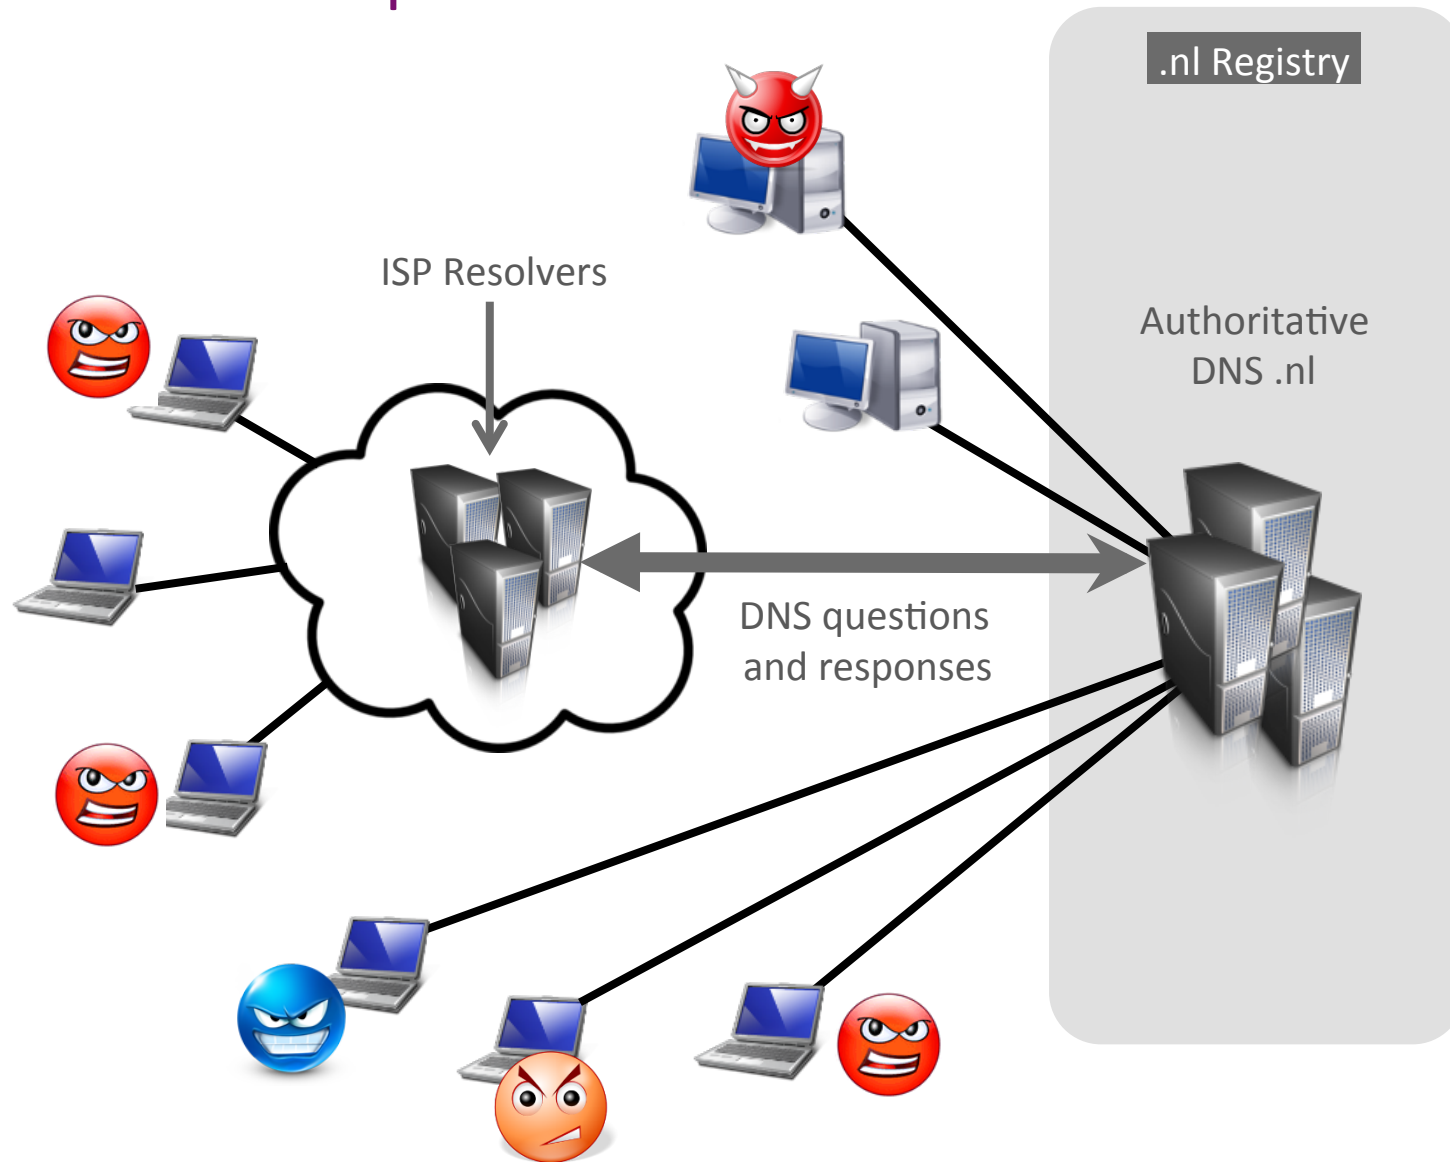 .nl Registry
ISP Resolvers
Authoritative
DNS .nl
DNS questions
and responses